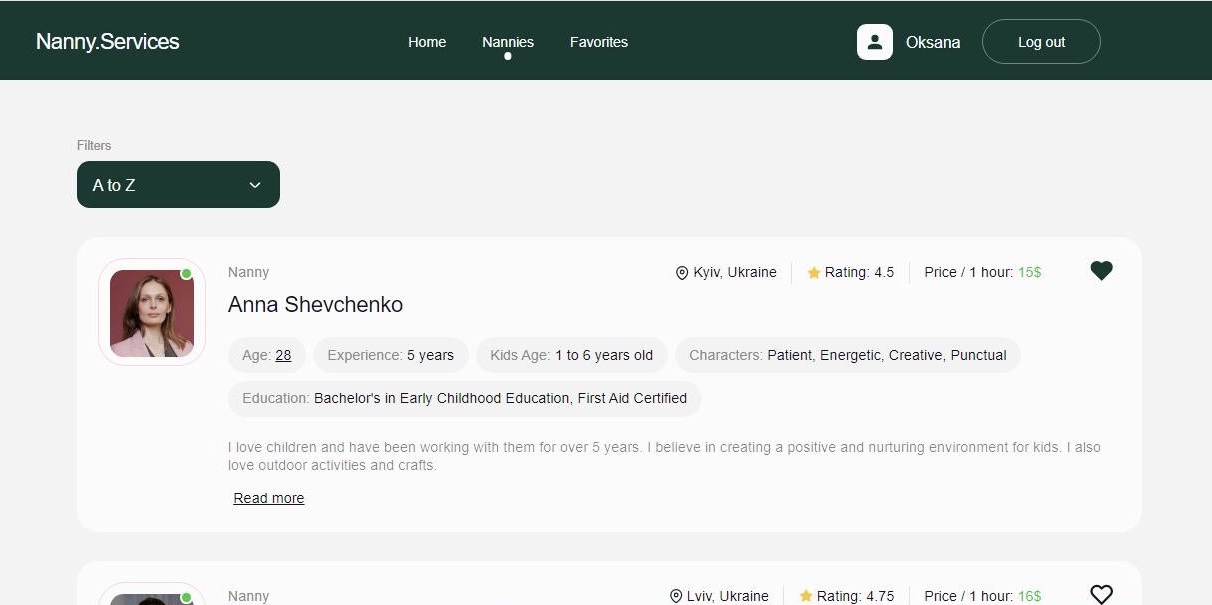 Nanny.Services Home Nannies Favorites Oksana Log out
Filters
A to Z
Nanny Kyiv, Ukraine Rating: 4.5 Price / 1 hour: 15$
Anna Shevchenko
Age: 28 Experience: 5 years Kids Age: 1 to 6 years old Characters: Patient, Energetic, Creative, Punctual
Education: Bachelor's in Early Childhood Education, First Aid Certified
I love children and have been working with them for over 5 years. I believe in creating a positive and nurturing environment for kids. I also
love outdoor activities and crafts.
Read more
Nanny Lviv, Ukraine Rating: 4.75 Price / 1 hour: 16$